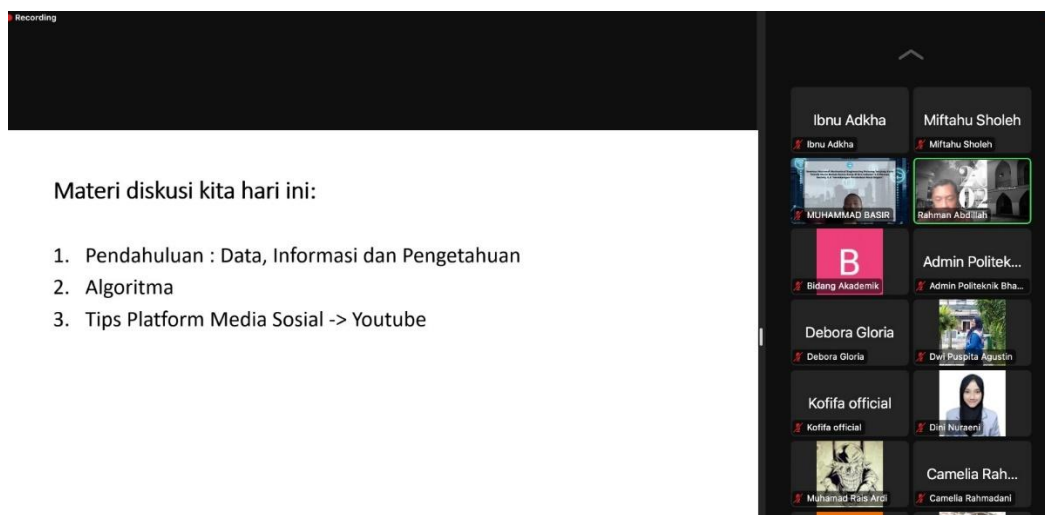 Recording
Materi diskusi kita hari ini:
1. Pendahuluan : Data, Informasi dan Pengetahuan
2. Algoritma
3. Tips Platform Media Sosial -> Youtube
Ibnu Adkha
Ibnu Adkha
Miftahu Sholeh
Miftahu Sholeh
MUHAMMAD BASIR
Rahman Abdillah
B
Bidang Akademik
Admin Politek...
Admin Politeknik Bha...
Debora Gloria
Debora Gloria
Dwi Puspita Agustin
Kofifa official
Kofifa official
Dini Nuraeni
Muhamad Rais Ardi
Camelia Rah...
Camelia Rahmadani